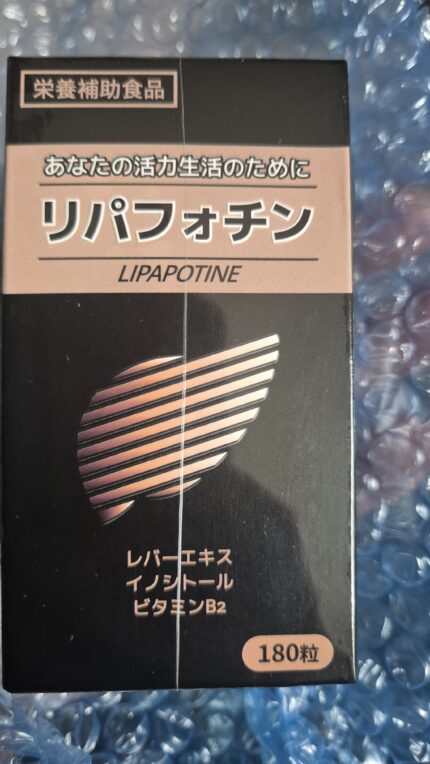 栄養補助食品
あなたの活力生活のために
リパフォチン
LIPAPOTINE
レバーエキス
イノシトール
ビタミンB2
180粒